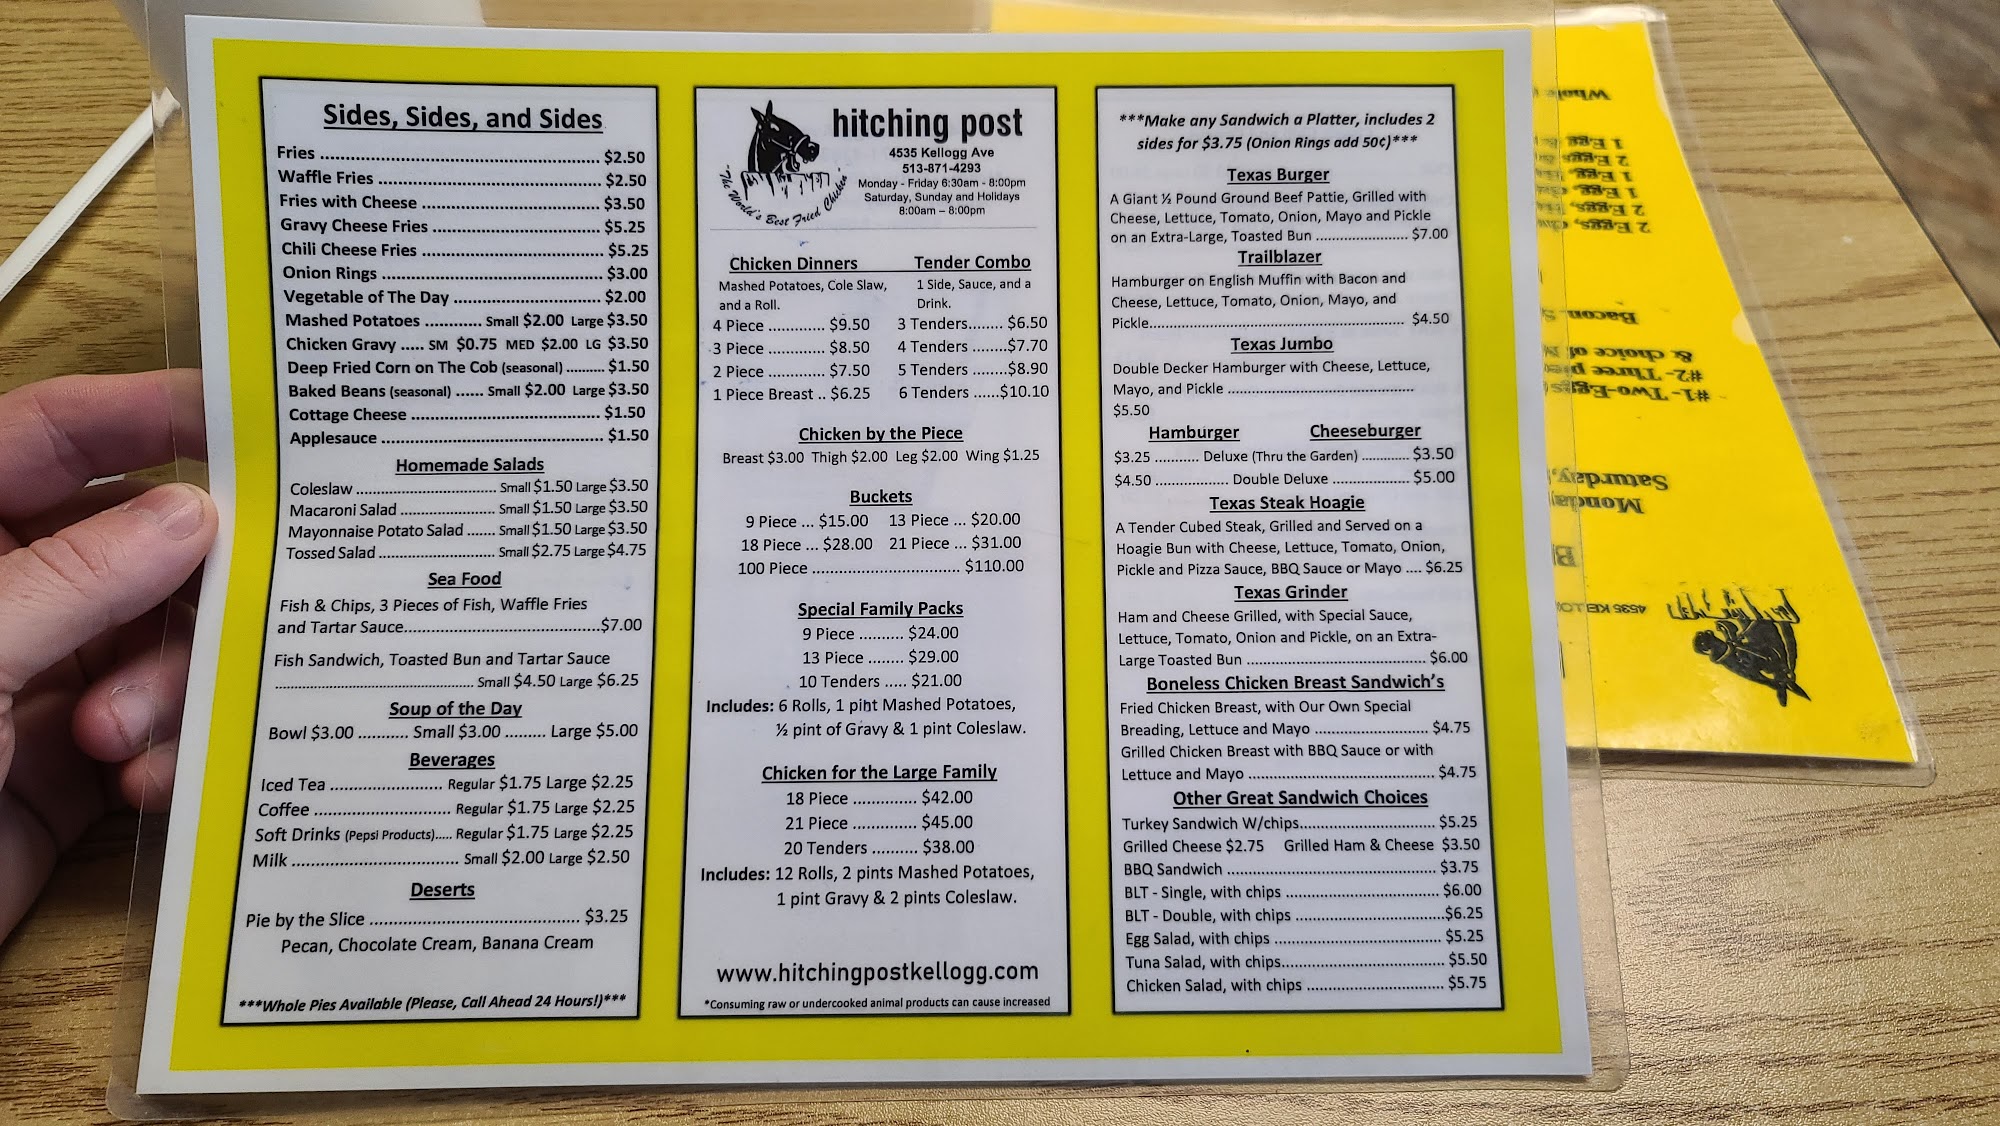 Sides, Sides, and Sides
Fries ........ $2.50
Waffle Fries ........ $2.50
Fries with Cheese ........ $3.50
Gravy Cheese Fries ........ $5.25
Chili Cheese Fries ........ $5.25
Onion Rings ........ $3.00
Vegetable of The Day ........ $2.00
Mashed Potatoes ............ Small $2.00 Large $3.50
Chicken Gravy ..... SM $0.75 MED $2.00 LG $3.50
Deep Fried Corn on The Cob (seasonal) .......... $1.50
Baked Beans (seasonal) ...... Small $2.00 Large $3.50
Cottage Cheese ........ $1.50
Applesauce ........ $1.50
Homemade Salads
Coleslaw ........ Small $1.50 Large $3.50
Macaroni Salad ........ Small $1.50 Large $3.50
Mayonnaise Potato Salad ....... Small $1.50 Large $3.50
Tossed Salad ........ Small $2.75 Large $4.75
Sea Food
Fish & Chips, 3 Pieces of Fish, Waffle Fries
and Tartar Sauce........$7.00
Fish Sandwich, Toasted Bun and Tartar Sauce
........ Small $4.50 Large $6.25
Soup of the Day
Bowl $3.00 ........... Small $3.00 ......... Large $5.00
Beverages
Iced Tea ........ Regular $1.75 Large $2.25
Coffee ........ Regular $1.75 Large $2.25
Soft Drinks (Pepsi Products)..... Regular $1.75 Large $2.25
Milk ........ Small $2.00 Large $2.50
Deserts
Pie by the Slice ........ $3.25
Pecan, Chocolate Cream, Banana Cream
***Whole Pies Available (Please, Call Ahead 24 Hours!)***
hitching post
4535 Kellogg Ave
513-871-4293
Monday - Friday 6:30am - 8:00pm
Saturday, Sunday and Holidays
8:00am – 8:00pm
"The World's Best Fried Chicken"
Chicken Dinners Tender Combo
Mashed Potatoes, Cole Slaw, 1 Side, Sauce, and a
and a Roll. Drink.
4 Piece ............. $9.50 3 Tenders........ $6.50
3 Piece ............. $8.50 4 Tenders ........$7.70
2 Piece ............. $7.50 5 Tenders ........$8.90
1 Piece Breast .. $6.25 6 Tenders ......$10.10
Chicken by the Piece
Breast $3.00 Thigh $2.00 Leg $2.00 Wing $1.25
Buckets
9 Piece ... $15.00 13 Piece ... $20.00
18 Piece ... $28.00 21 Piece ... $31.00
100 Piece ........ $110.00
Special Family Packs
9 Piece .......... $24.00
13 Piece ........ $29.00
10 Tenders ..... $21.00
Includes: 6 Rolls, 1 pint Mashed Potatoes,
½ pint of Gravy & 1 pint Coleslaw.
Chicken for the Large Family
18 Piece .............. $42.00
21 Piece .............. $45.00
20 Tenders .......... $38.00
Includes: 12 Rolls, 2 pints Mashed Potatoes,
1 pint Gravy & 2 pints Coleslaw.
www.hitchingpostkellogg.com
*Consuming raw or undercooked animal products can cause increased
***Make any Sandwich a Platter, includes 2
sides for $3.75 (Onion Rings add 50¢)***
Texas Burger
A Giant ½ Pound Ground Beef Pattie, Grilled with
Cheese, Lettuce, Tomato, Onion, Mayo and Pickle
on an Extra-Large, Toasted Bun ........ $7.00
Trailblazer
Hamburger on English Muffin with Bacon and
Cheese, Lettuce, Tomato, Onion, Mayo, and
Pickle........ $4.50
Texas Jumbo
Double Decker Hamburger with Cheese, Lettuce,
Mayo, and Pickle ........
$5.50
Hamburger Cheeseburger
$3.25 ........... Deluxe (Thru the Garden) ............ $3.50
$4.50 ................. Double Deluxe ................... $5.00
Texas Steak Hoagie
A Tender Cubed Steak, Grilled and Served on a
Hoagie Bun with Cheese, Lettuce, Tomato, Onion,
Pickle and Pizza Sauce, BBQ Sauce or Mayo .... $6.25
Texas Grinder
Ham and Cheese Grilled, with Special Sauce,
Lettuce, Tomato, Onion and Pickle, on an Extra-
Large Toasted Bun ........ $6.00
Boneless Chicken Breast Sandwich's
Fried Chicken Breast, with Our Own Special
Breading, Lettuce and Mayo ........ $4.75
Grilled Chicken Breast with BBQ Sauce or with
Lettuce and Mayo ........ $4.75
Other Great Sandwich Choices
Turkey Sandwich W/chips........ $5.25
Grilled Cheese $2.75 Grilled Ham & Cheese $3.50
BBQ Sandwich ........ $3.75
BLT - Single, with chips ........ $6.00
BLT - Double, with chips ........$6.25
Egg Salad, with chips ........ $5.25
Tuna Salad, with chips........ $5.50
Chicken Salad, with chips ........ $5.75
4535 KELLO
Monday
Saturday,
#1- Two-Eggs
#2- Three
& choice of
Bacon
2 Eggs,
2 Eggs,
1 Egg,
1 Egg
2 Eggs
1 Egg
Whole